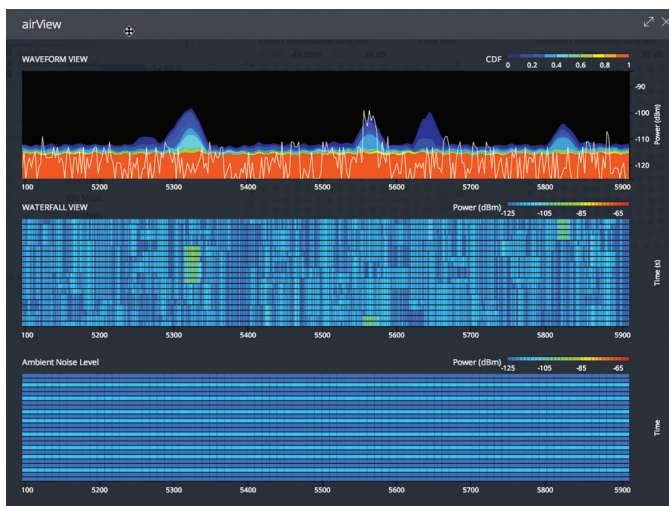 airView
WAVEFORM VIEW
CDF 0 0.2 0.4 0.6 0.8 1
-90
-100
-110
-120
Power (dBm)
100 5200 5300 5400 5500 5600 5700 5800 5900
WATERFALL VIEW
Power (dBm) -125 -105 -85 -65
Time (s)
100 5200 5300 5400 5500 5600 5700 5800 5900
Ambient Noise Level
Power (dBm) -125 -105 -85 -65
Time
100 5200 5300 5400 5500 5600 5700 5800 5900